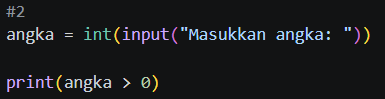 #2
angka = int(input("Masukkan angka: "))
print(angka > 0)